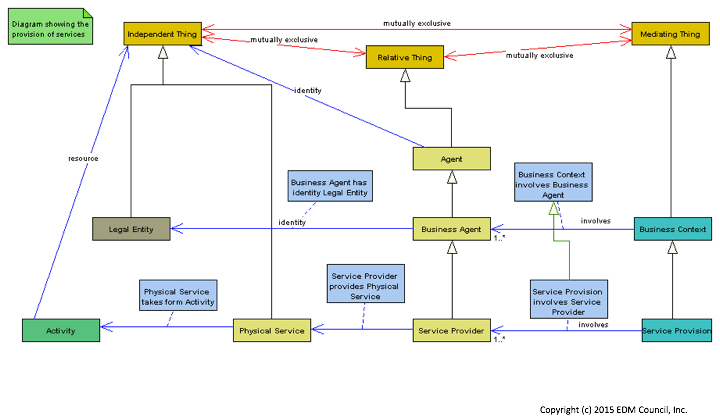 Diagram showing the
provision of services
Independent Thing
mutually exclusive
Mediating Thing
mutually exclusive
Relative Thing
mutually exclusive
identity
resource
Agent
Business Agent has
identity Legal Entity
Business Context
involves Business
Agent
Legal Entity
identity
Business Agent
1..*
involves
Business Context
Physical Service
takes form Activity
Service Provider
provides Physical
Service
Service Provision
involves Service
Provider
Activity
Physical Service
Service Provider
1..*
involves
Service Provision
Copyright (c) 2015 EDM Council, Inc.